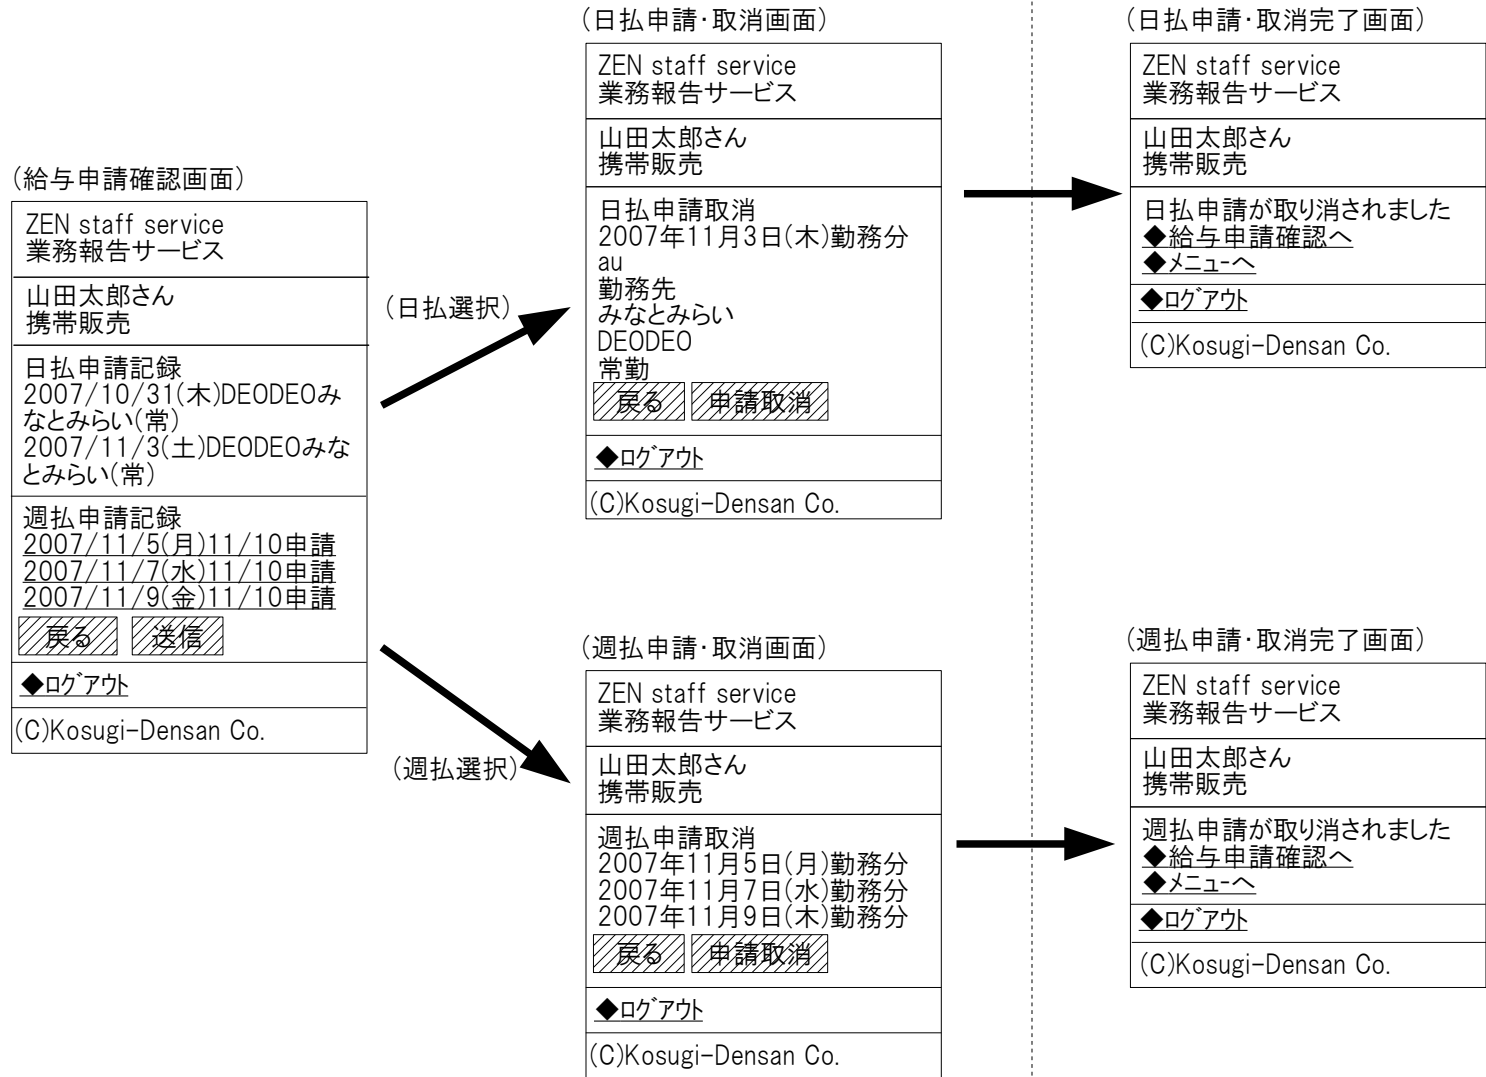 (給与申請確認画面)
ZEN staff service
業務報告サービス
山田太郎さん
携帯販売
日払申請記録
2007/10/31(木)DEODEOみ
なとみらい(常)
2007/11/3(土)DEODEOみな
とみらい(常)
週払申請記録
2007/11/5(月)11/10申請
2007/11/7(水)11/10申請
2007/11/9(金)11/10申請
戻る 送信
◆ログアウト
(C)Kosugi-Densan Co.
(日払選択)
(週払選択)
(日払申請・取消画面)
ZEN staff service
業務報告サービス
山田太郎さん
携帯販売
日払申請取消
2007年11月3日(木)勤務分
au
勤務先
みなとみらい
DEODEO
常勤
戻る 申請取消
◆ログアウト
(C)Kosugi-Densan Co.
(日払申請・取消完了画面)
ZEN staff service
業務報告サービス
山田太郎さん
携帯販売
日払申請が取り消されました
◆給与申請確認へ
◆メニューへ
◆ログアウト
(C)Kosugi-Densan Co.
(週払申請・取消画面)
ZEN staff service
業務報告サービス
山田太郎さん
携帯販売
週払申請取消
2007年11月5日(月)勤務分
2007年11月7日(水)勤務分
2007年11月9日(木)勤務分
戻る 申請取消
◆ログアウト
(C)Kosugi-Densan Co.
(週払申請・取消完了画面)
ZEN staff service
業務報告サービス
山田太郎さん
携帯販売
週払申請が取り消されました
◆給与申請確認へ
◆メニューへ
◆ログアウト
(C)Kosugi-Densan Co.